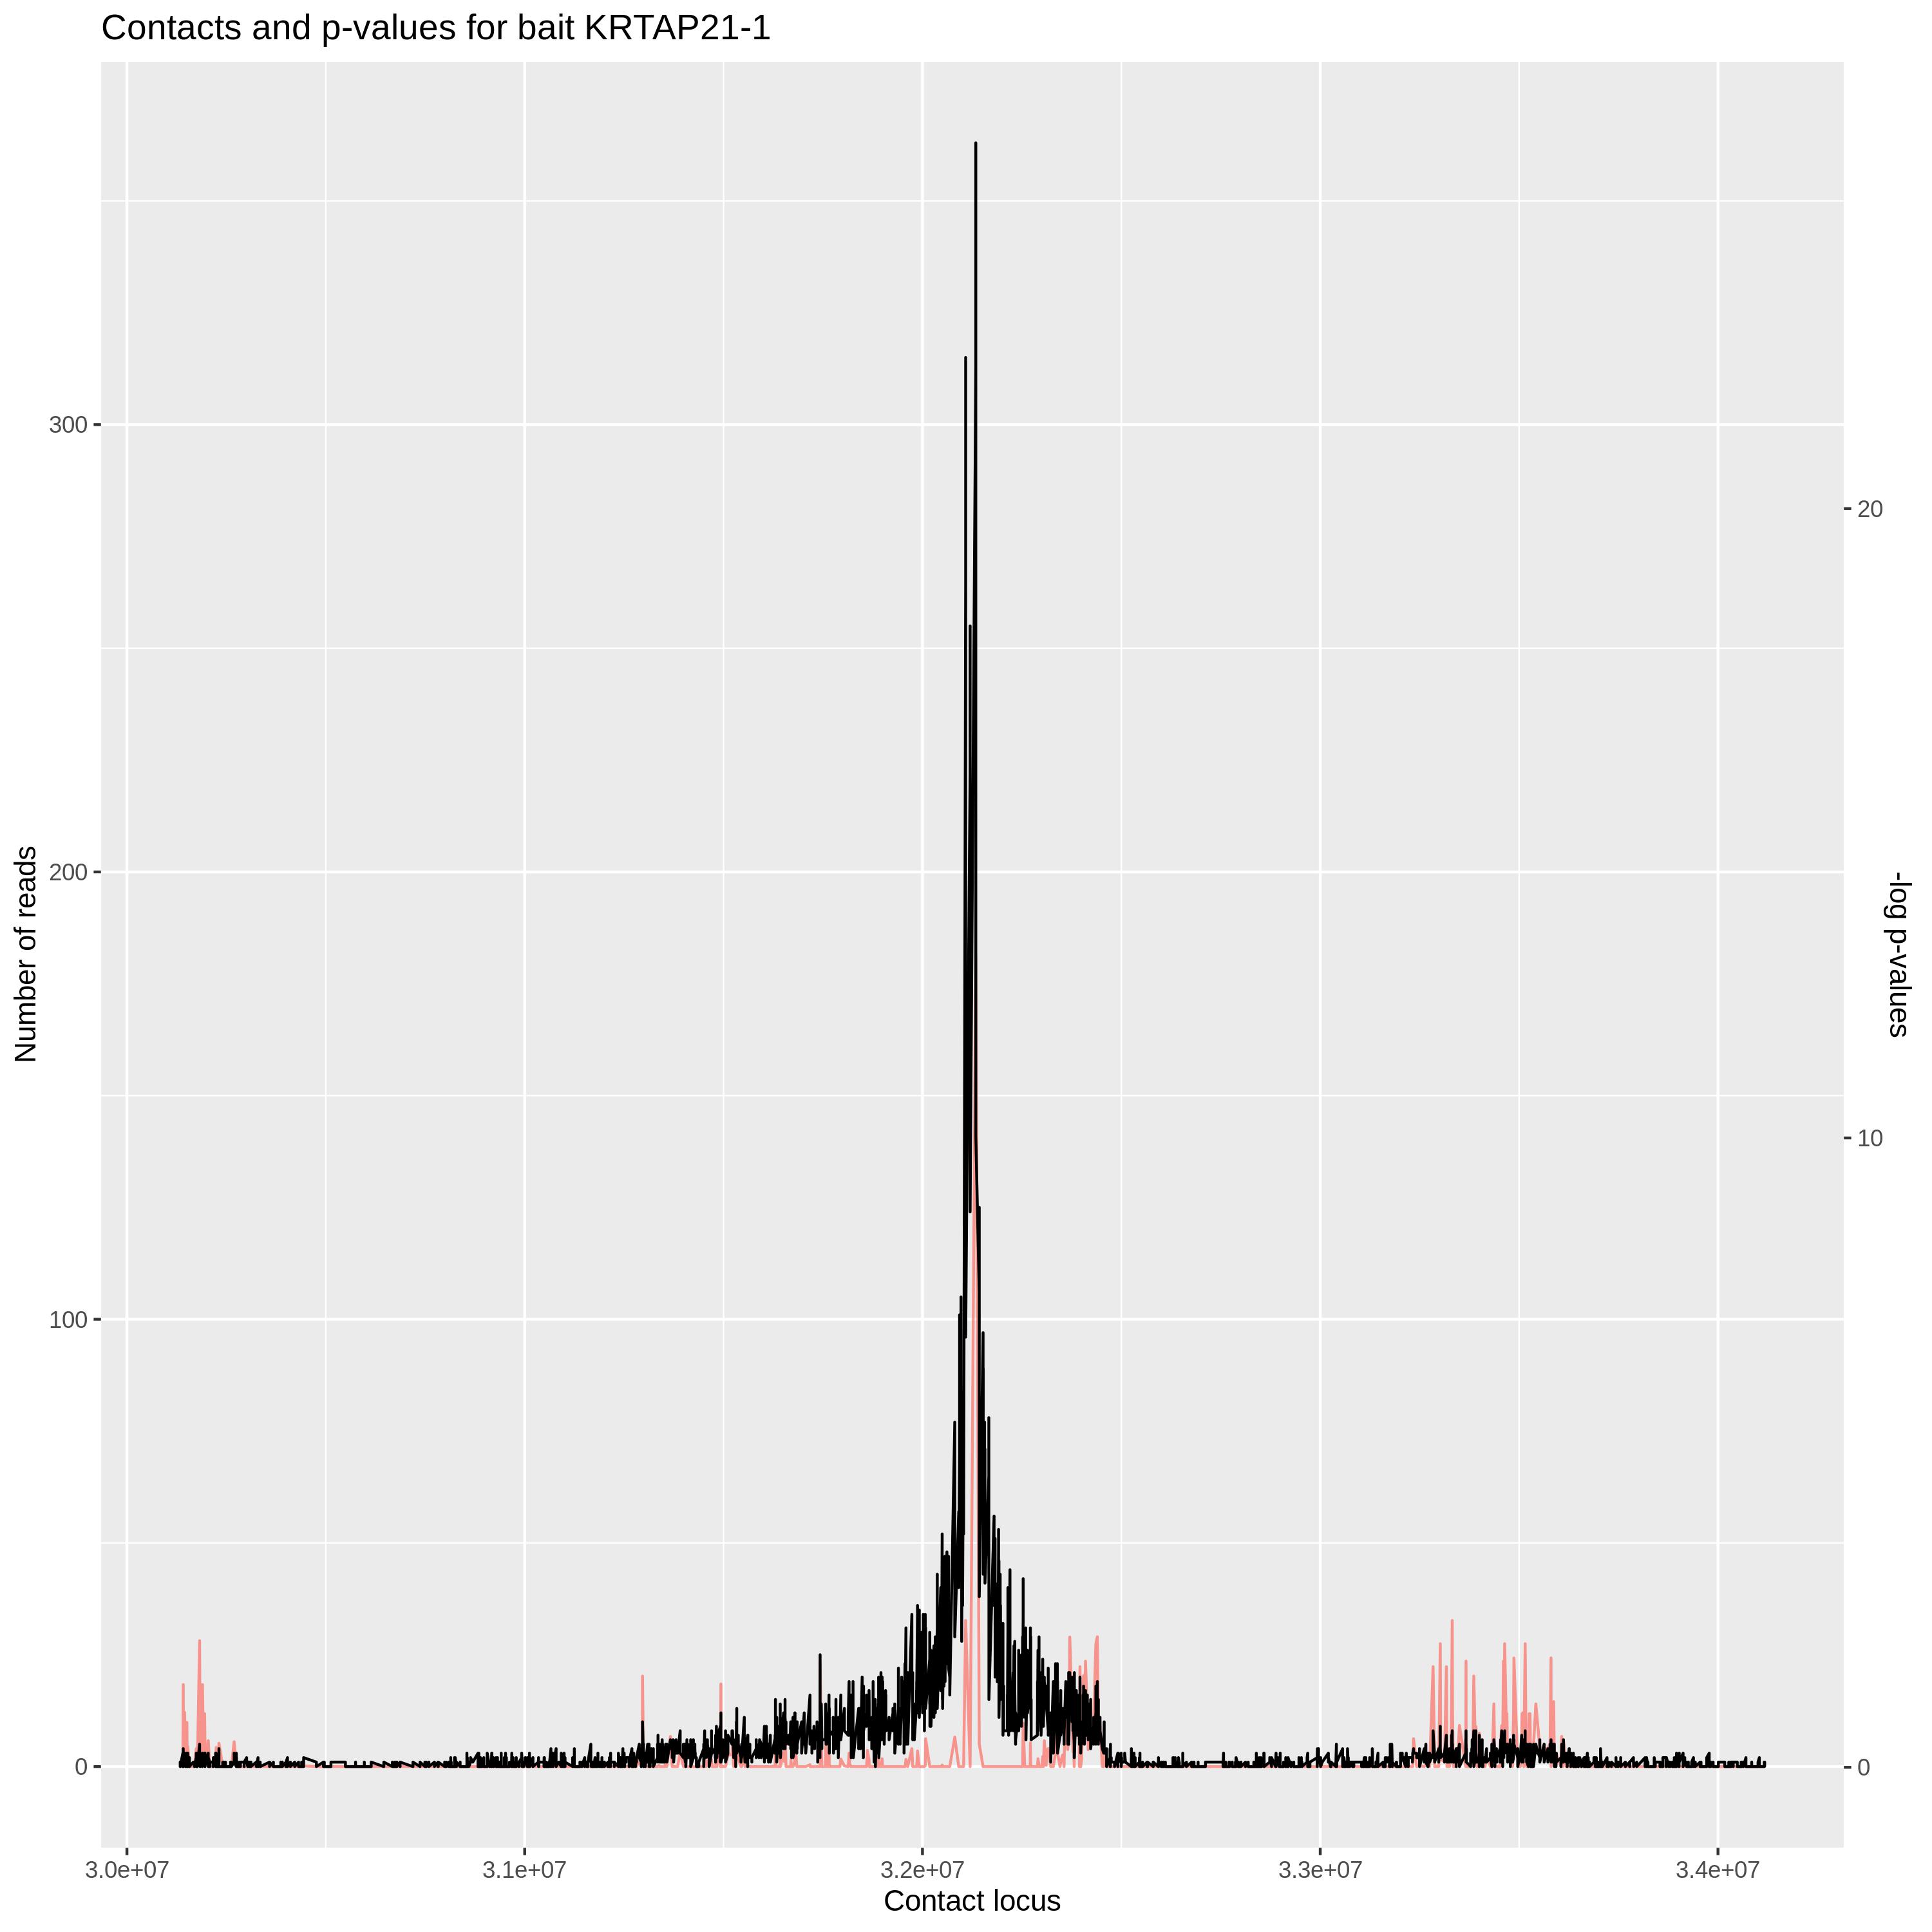 Contacts and p-values for bait KRTAP21-1
Number of reads
300
200
100
0
20
10
0
-log p-values
3.0e+07
3.1e+07
3.2e+07
3.3e+07
3.4e+07
Contact locus